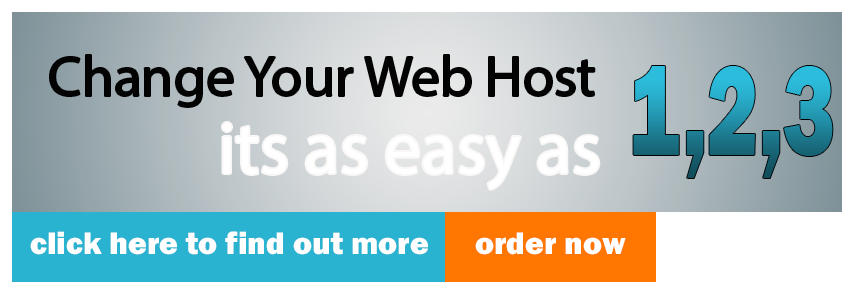 Change Your Web Host
its as easy as
1,2,3
click here to find out more
order now